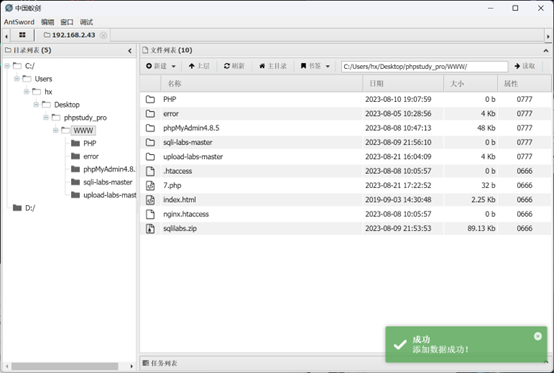 中国蚁剑
AntSword 编辑 窗口 调试
192.168.2.43
目录列表 (5)
文件列表 (10)
新建 上层 刷新 主目录 书签 C:/Users/hx/Desktop/phpstudy_pro/WWW/ 读取
C:/
Users
hx
Desktop
phpstudy_pro
WWW
PHP
error
phpMyAdmin4.8.
sqli-labs-master
upload-labs-mast
D:/
名称 日期 大小 属性
PHP 2023-08-10 19:07:59 0 b 0777
error 2023-08-05 10:28:56 4 Kb 0777
phpMyAdmin4.8.5 2023-08-08 10:47:13 48 Kb 0777
sqli-labs-master 2023-08-09 21:56:10 0 b 0777
upload-labs-master 2023-08-21 16:04:09 4 Kb 0777
.htaccess 2023-08-08 10:05:57 0 b 0666
7.php 2023-08-21 17:22:52 32 b 0666
index.html 2019-09-03 14:30:48 2.25 Kb 0666
nginx.htaccess 2023-08-08 10:05:57 0 b 0666
sqlilabs.zip 2023-08-09 21:53:53 89.13 Kb 0666
成功
添加数据成功！
任务列表